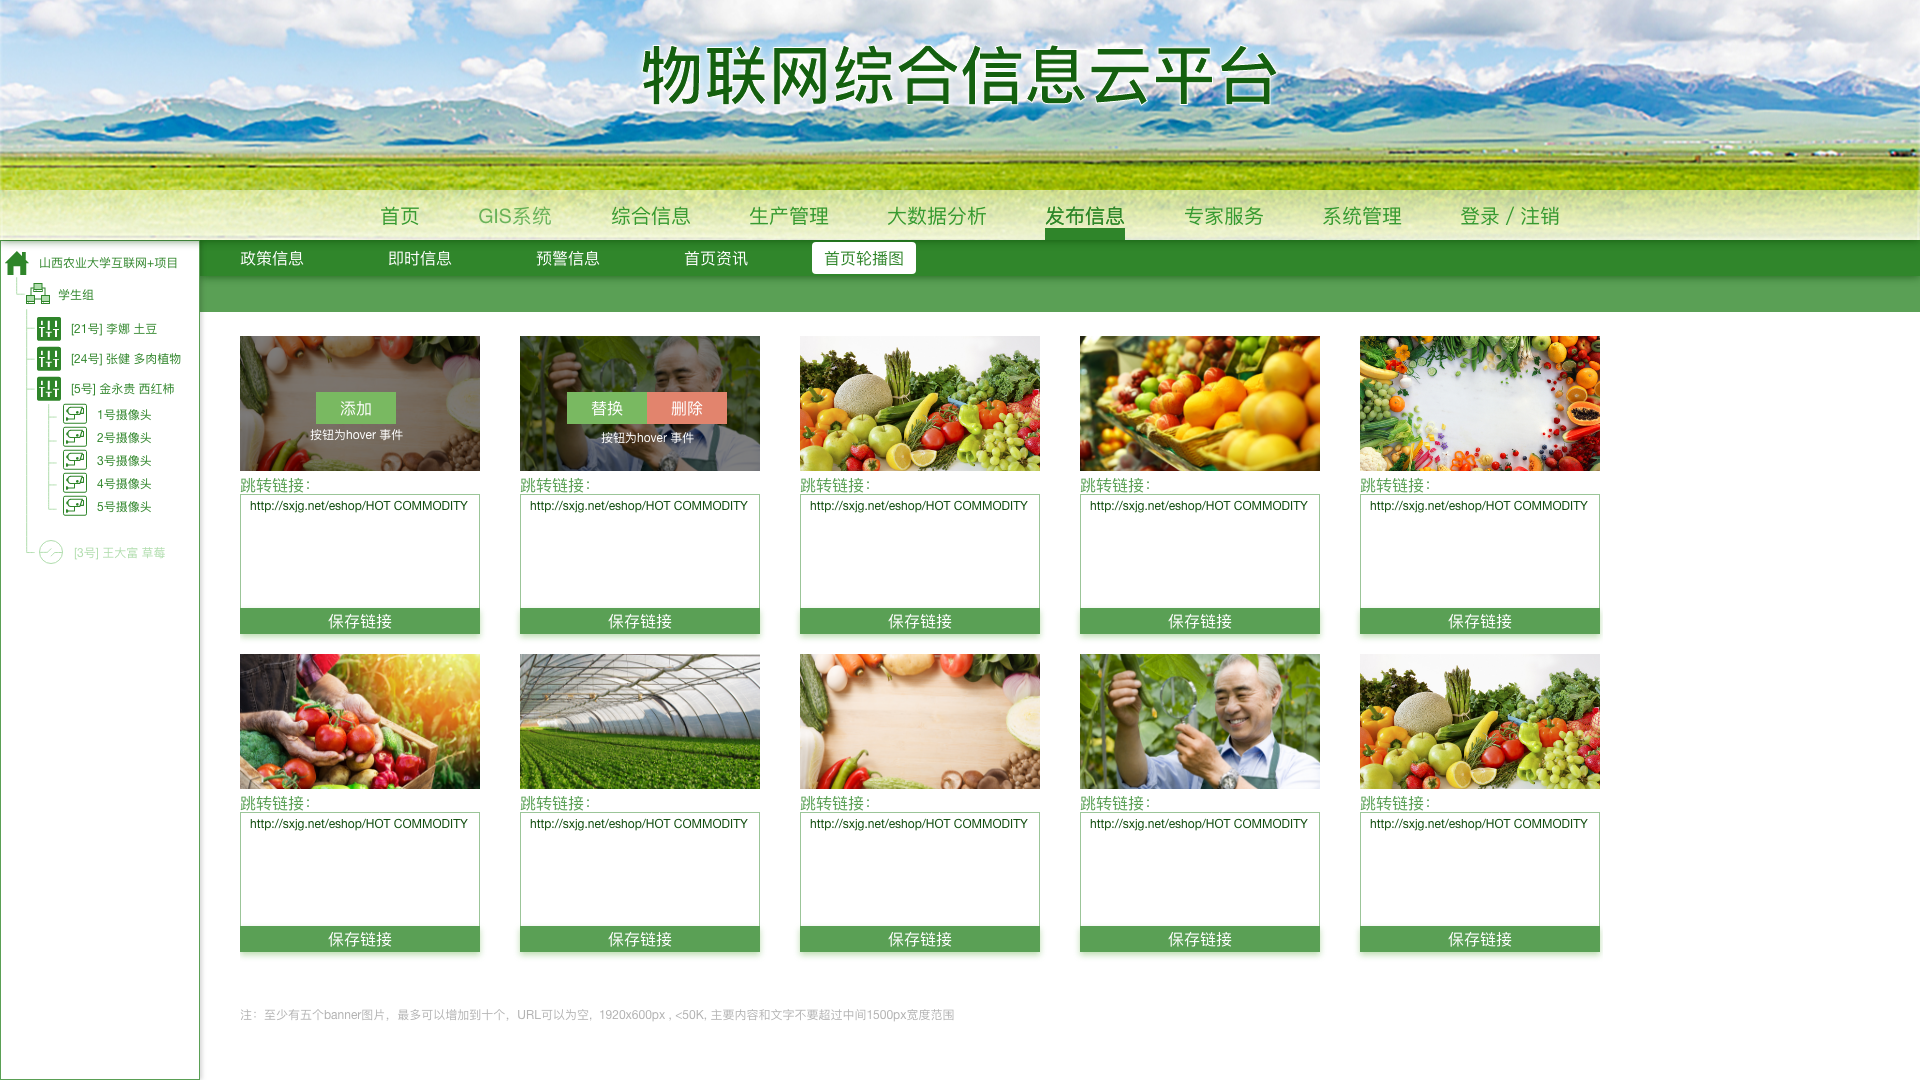 物联网综合信息云平台
首页 GIS系统 综合信息 生产管理 大数据分析 发布信息 专家服务 系统管理 登录 / 注销
政策信息 即时信息 预警信息 首页资讯 首页轮播图
山西农业大学互联网+项目
学生组
[21号] 李娜 土豆
[24号] 张健 多肉植物
[5号] 金永贵 西红柿
1号摄像头
2号摄像头
3号摄像头
4号摄像头
5号摄像头
[3号] 王大富 草莓
添加 替换 删除
按钮为hover 事件 按钮为hover 事件
跳转链接： 跳转链接： 跳转链接： 跳转链接： 跳转链接：
http://sxjg.net/eshop/HOT COMMODITY http://sxjg.net/eshop/HOT COMMODITY http://sxjg.net/eshop/HOT COMMODITY http://sxjg.net/eshop/HOT COMMODITY http://sxjg.net/eshop/HOT COMMODITY
保存链接 保存链接 保存链接 保存链接 保存链接
跳转链接： 跳转链接： 跳转链接： 跳转链接： 跳转链接：
http://sxjg.net/eshop/HOT COMMODITY http://sxjg.net/eshop/HOT COMMODITY http://sxjg.net/eshop/HOT COMMODITY http://sxjg.net/eshop/HOT COMMODITY http://sxjg.net/eshop/HOT COMMODITY
保存链接 保存链接 保存链接 保存链接 保存链接
注：至少有五个banner图片，最多可以增加到十个，URL可以为空，1920x600px , <50K, 主要内容和文字不要超过中间1500px宽度范围